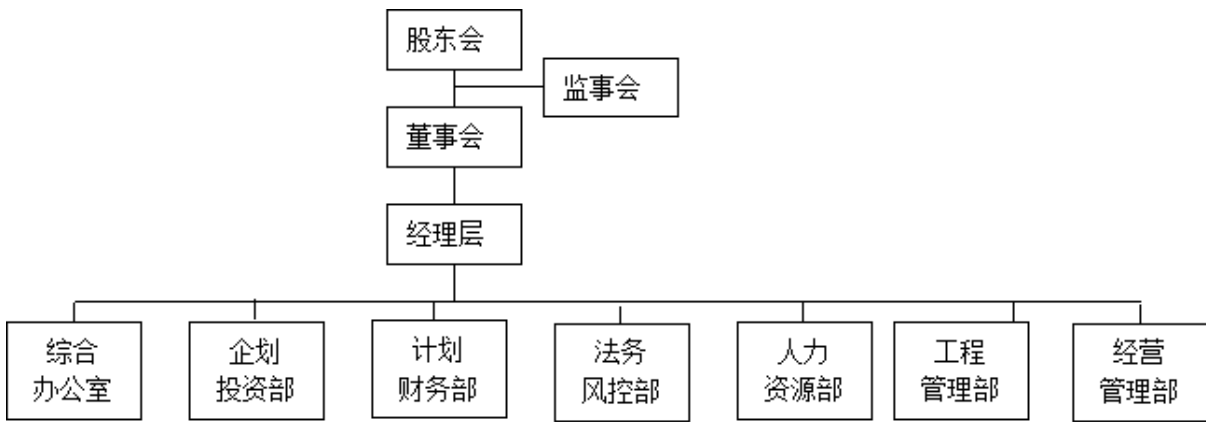 股东会
监事会
董事会
经理层
综合
办公室
企划
投资部
计划
财务部
法务
风控部
人力
资源部
工程
管理部
经营
管理部